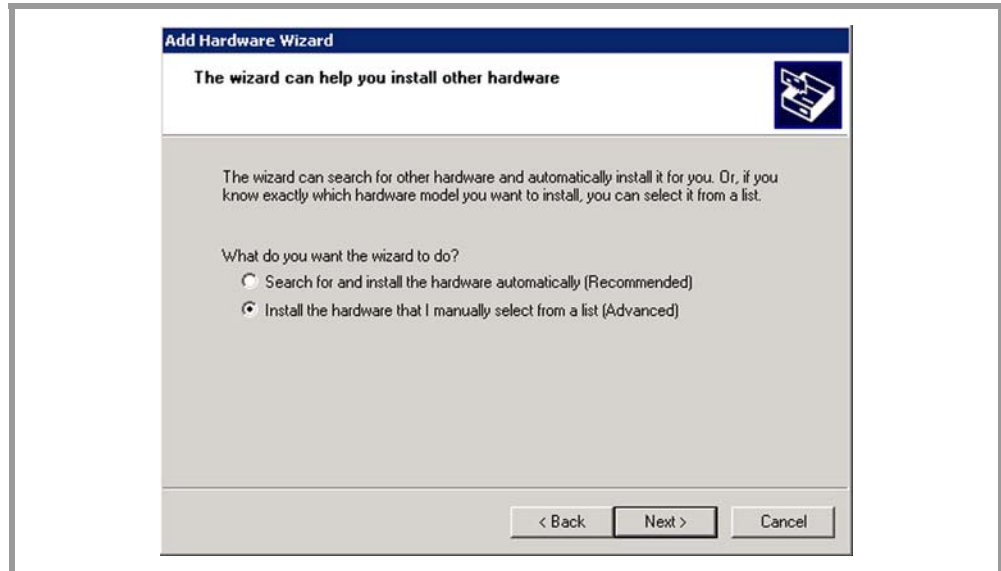 Add Hardware Wizard
The wizard can help you install other hardware
The wizard can search for other hardware and automatically install it for you. Or, if you
know exactly which hardware model you want to install, you can select it from a list.
What do you want the wizard to do?
Search for and install the hardware automatically (Recommended)
Install the hardware that I manually select from a list (Advanced)
< Back Next > Cancel